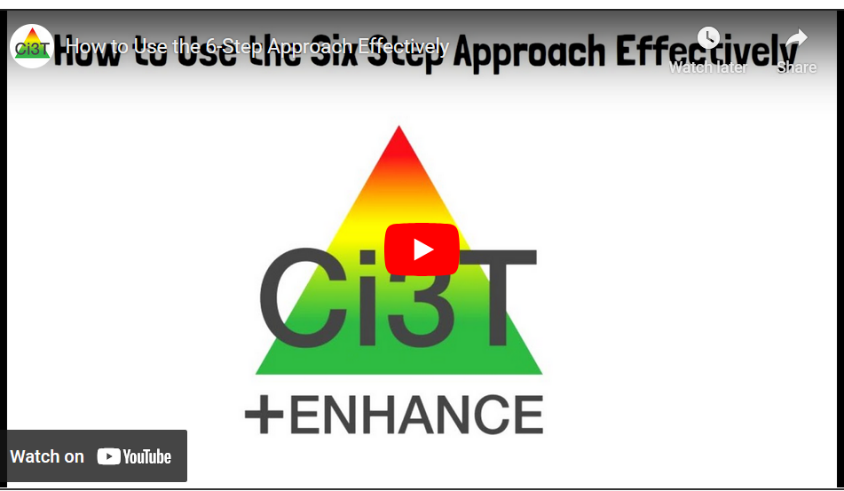 Ci3T How to Use the 6-Step Approach Effectively
How to Use the Six Step Approach Effectively
Watch later Share
Ci3T
+ENHANCE
Watch on YouTube